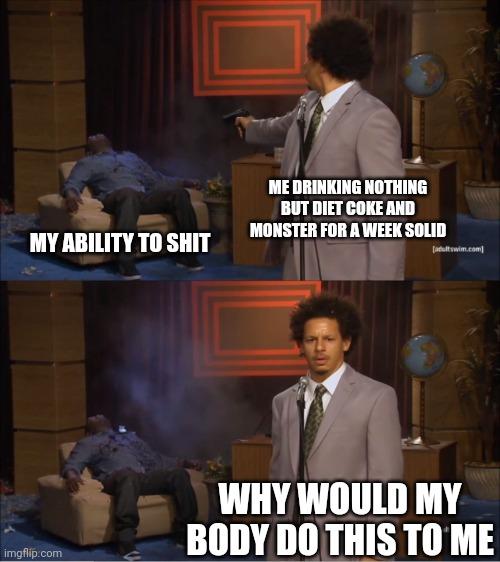 ME DRINKING NOTHING
BUT DIET COKE AND
MONSTER FOR A WEEK SOLID
MY ABILITY TO SHIT
[adultswim.com]
WHY WOULD MY
BODY DO THIS TO ME
imgflip.com